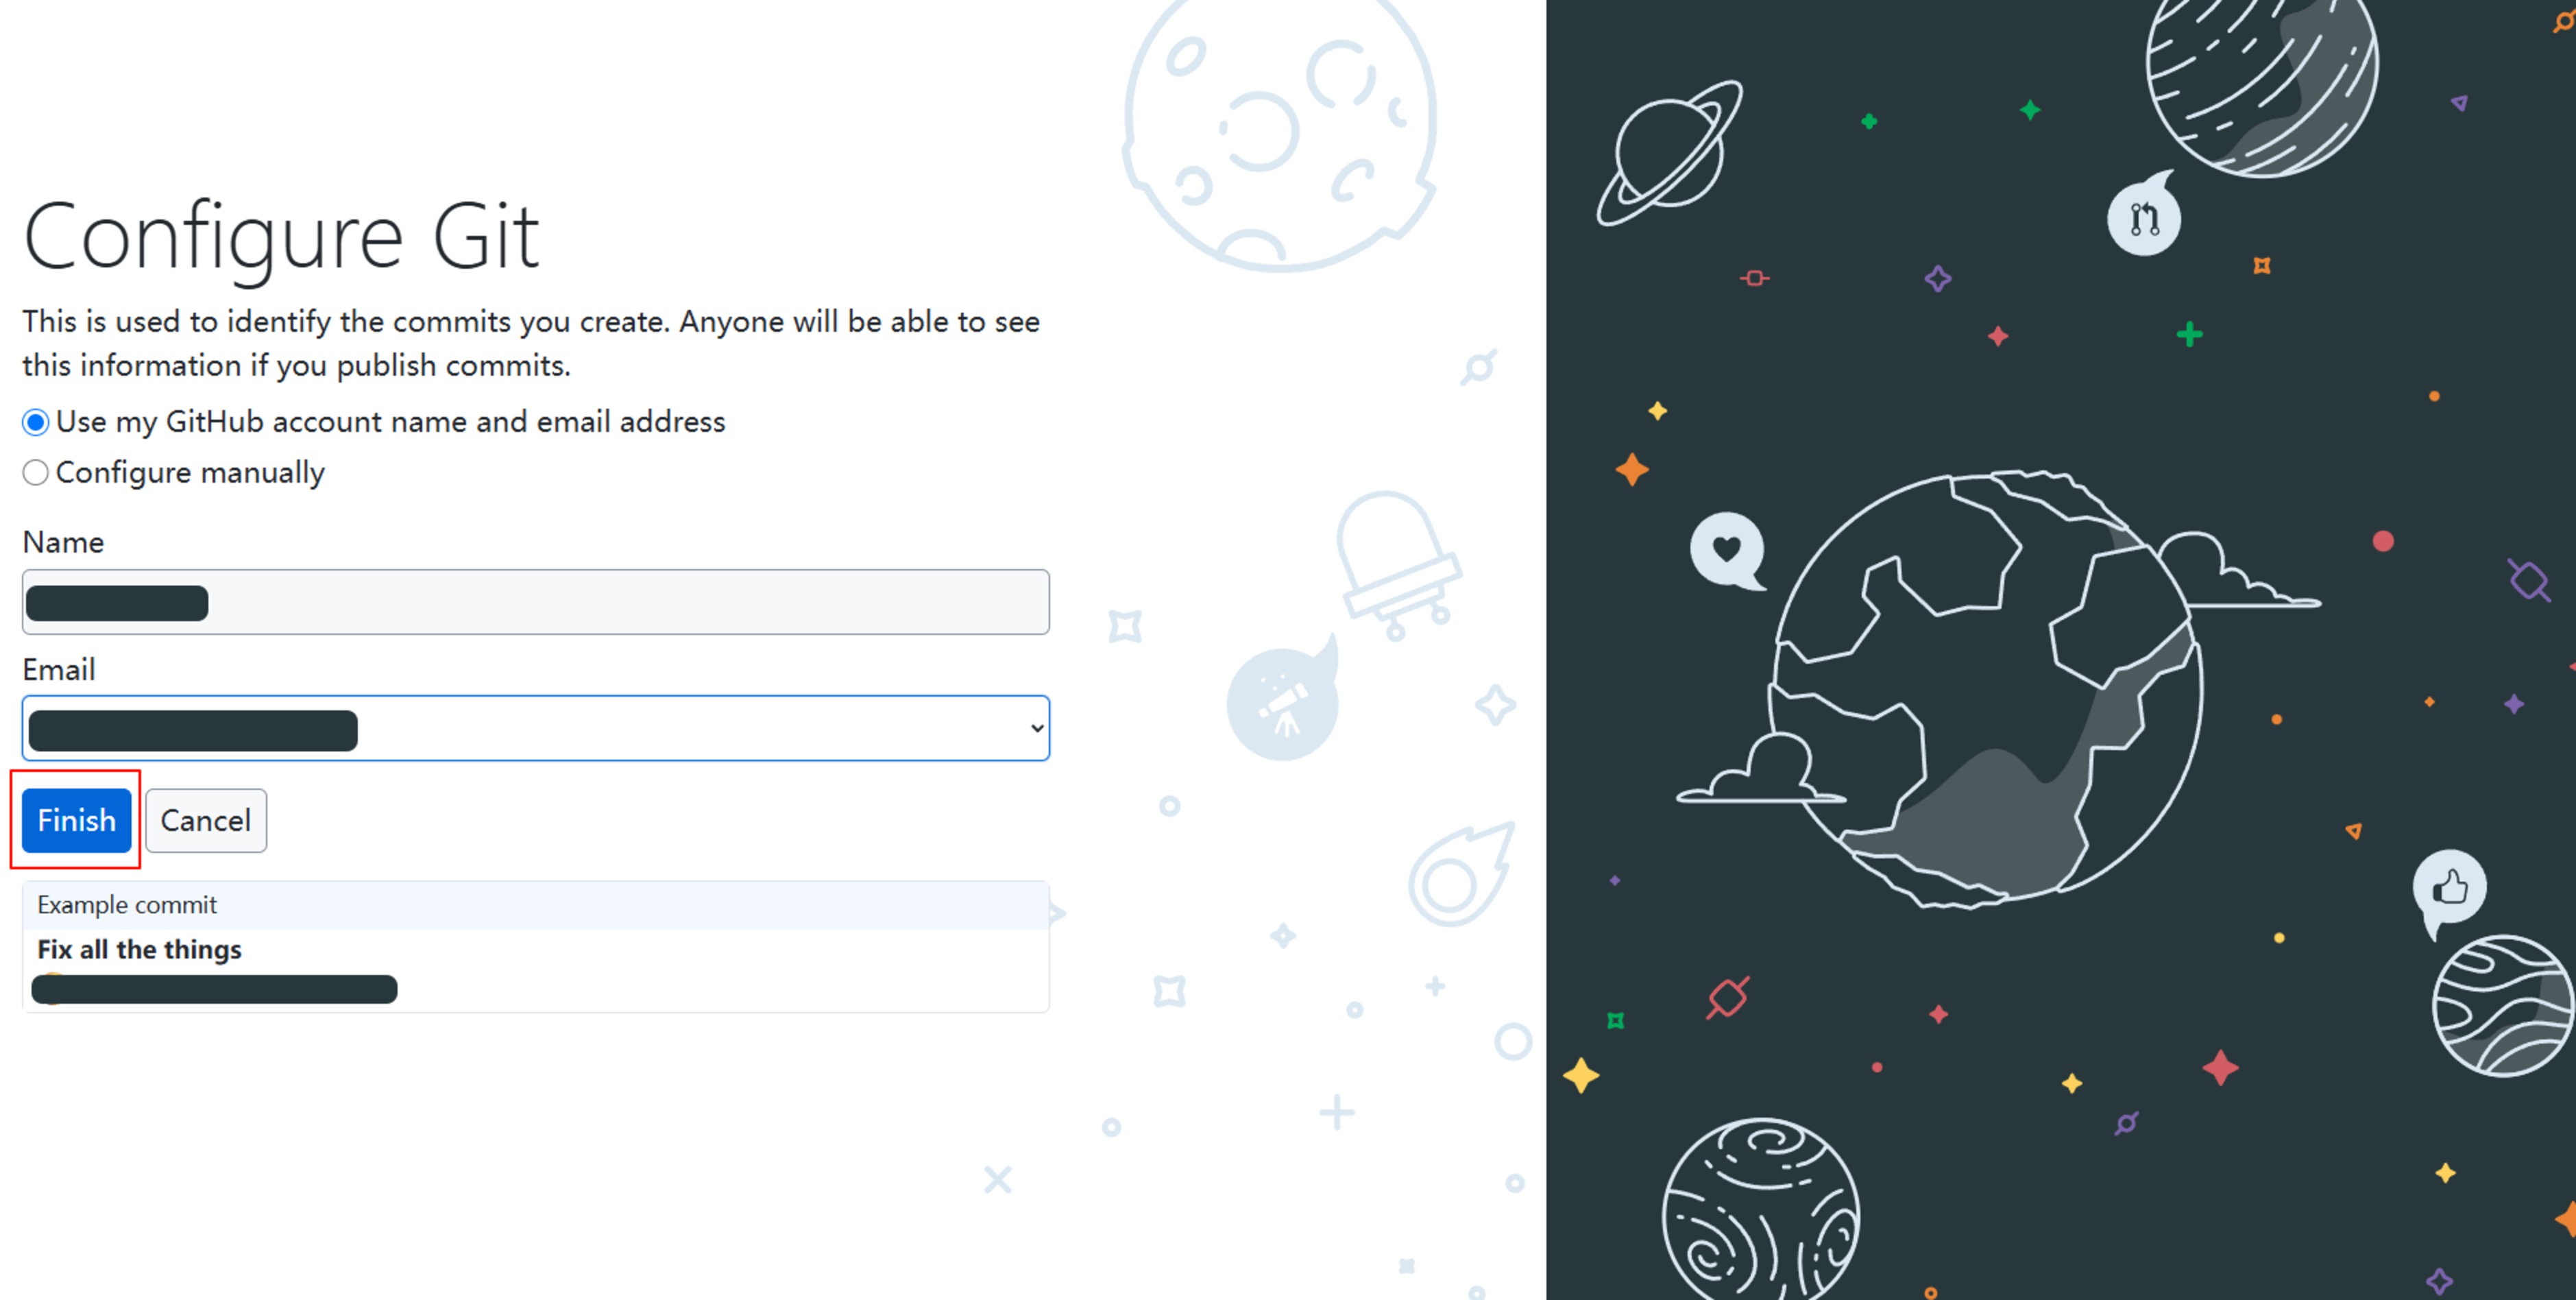 Configure Git
This is used to identify the commits you create. Anyone will be able to see
this information if you publish commits.
Use my GitHub account name and email address
Configure manually
Name
Email
Finish
Cancel
Example commit
Fix all the things